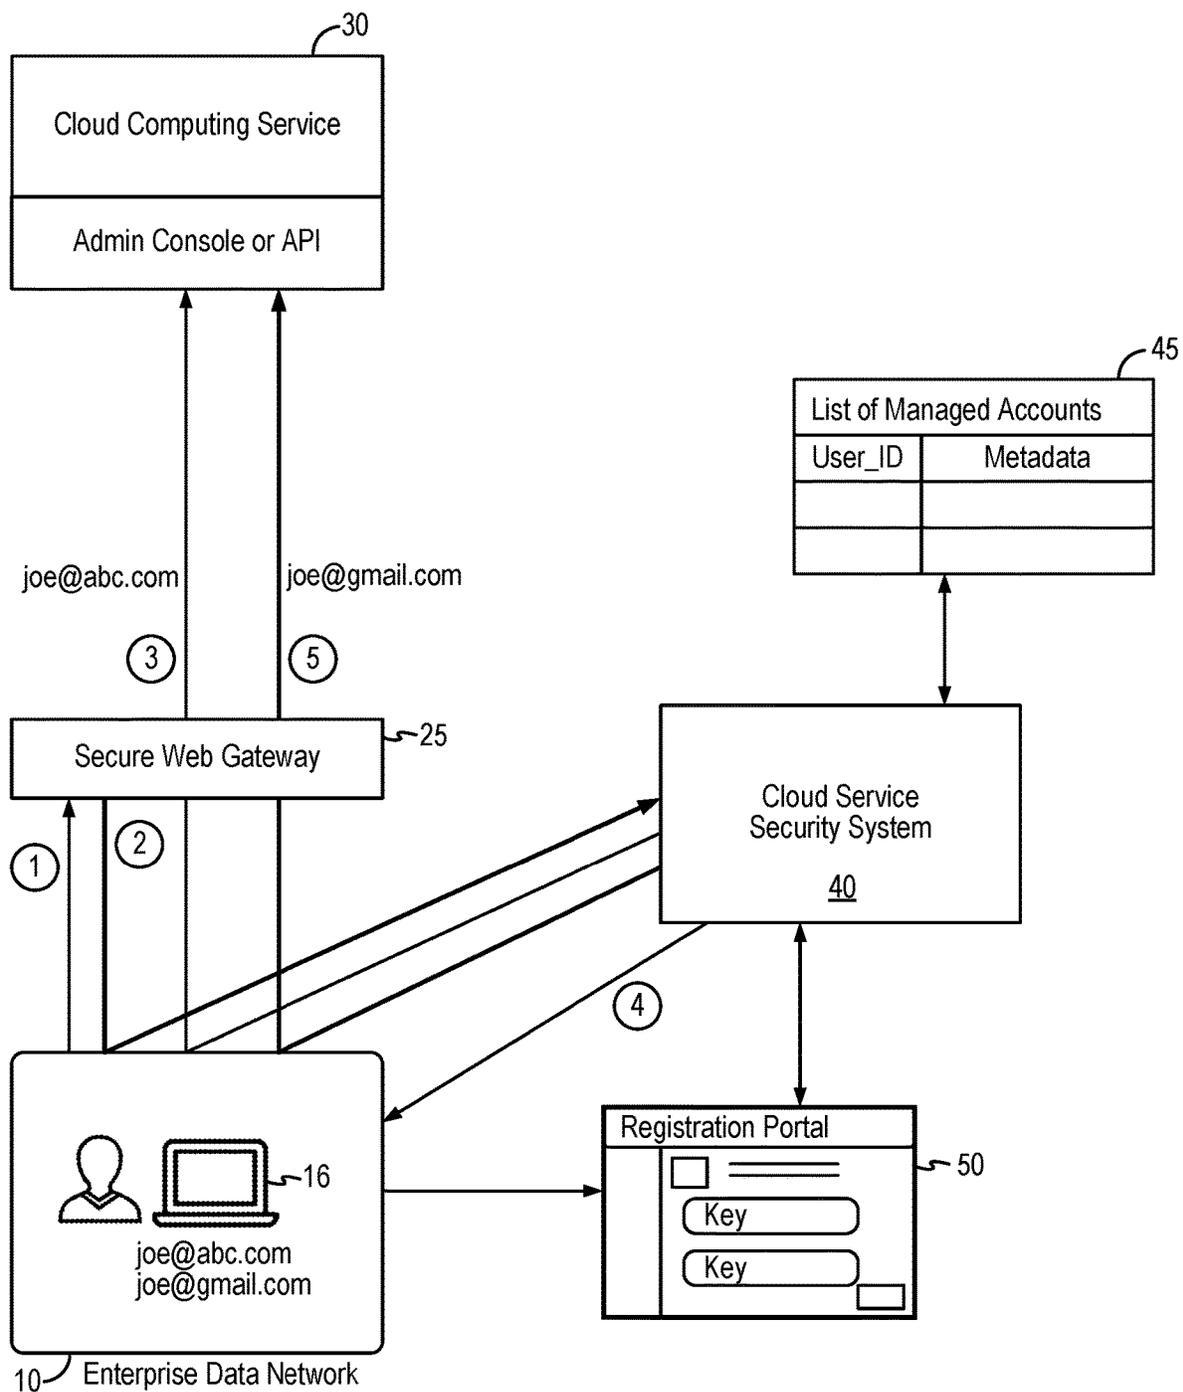 30
Cloud Computing Service
Admin Console or API
45
List of Managed Accounts
User_ID Metadata
joe@abc.com
joe@gmail.com
3
5
Secure Web Gateway
25
Cloud Service
Security System
40
1
2
4
Registration Portal
50
Key
Key
16
joe@abc.com
joe@gmail.com
10
Enterprise Data Network